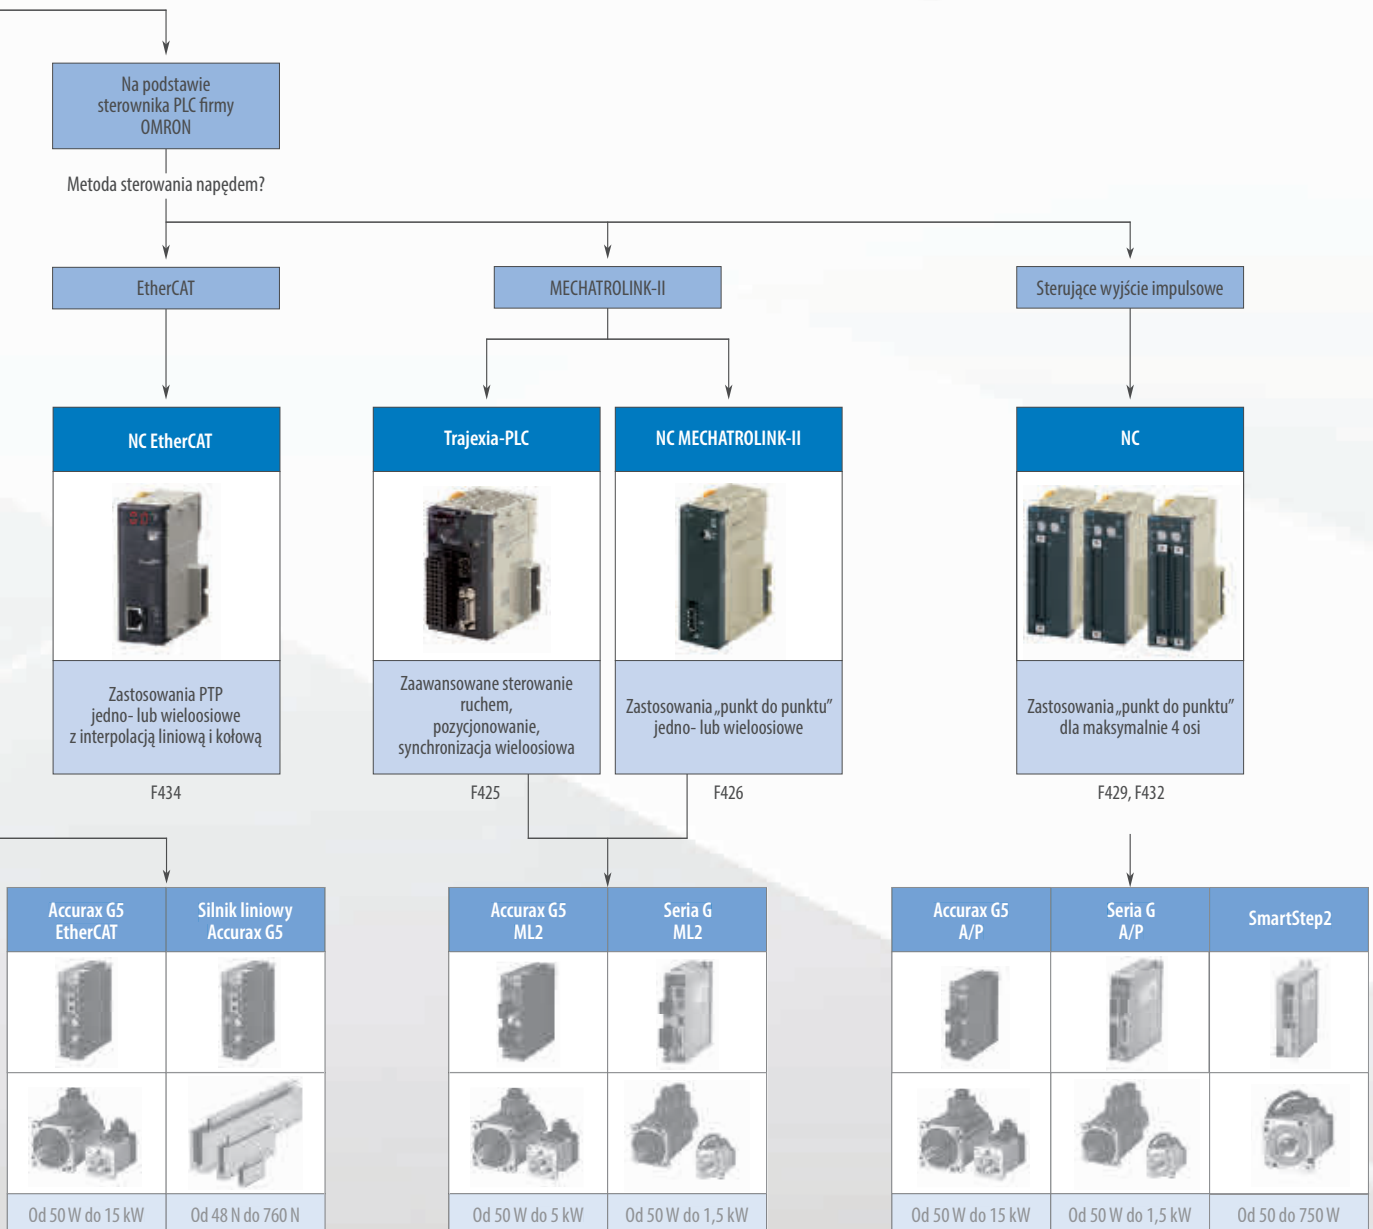 Na podstawie
sterownika PLC firmy
OMRON
Metoda sterowania napędem?
EtherCAT
MECHATROLINK-II
Sterujące wyjście impulsowe
NC EtherCAT
Trajexia-PLC
NC MECHATROLINK-II
NC
Zastosowania PTP
jedno- lub wieloosiowe
z interpolacją liniową i kołową
Zaawansowane sterowanie
ruchem,
pozycjonowanie,
synchronizacja wieloosiowa
Zastosowania „punkt do punktu”
jedno- lub wieloosiowe
Zastosowania „punkt do punktu”
dla maksymalnie 4 osi
F434
F425
F426
F429, F432
Accurax G5
EtherCAT
Silnik liniowy
Accurax G5
Accurax G5
ML2
Seria G
ML2
Accurax G5
A/P
Seria G
A/P
SmartStep2
Od 50 W do 15 kW
Od 48 N do 760 N
Od 50 W do 5 kW
Od 50 W do 1,5 kW
Od 50 W do 15 kW
Od 50 W do 1,5 kW
Od 50 do 750 W